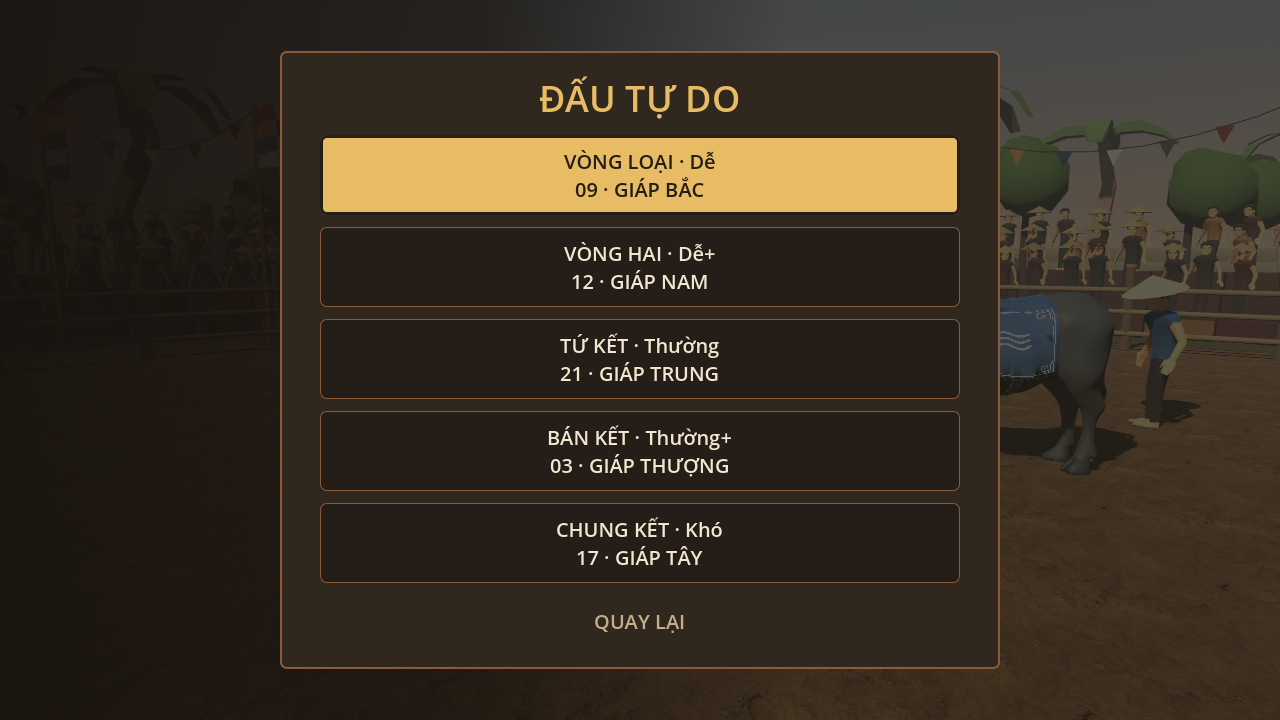 ĐẤU TỰ DO
VÒNG LOẠI · Dễ
09 · GIÁP BẮC
VÒNG HAI · Dễ+
12 · GIÁP NAM
TỨ KẾT · Thường
21 · GIÁP TRUNG
BÁN KẾT · Thường+
03 · GIÁP THƯỢNG
CHUNG KẾT · Khó
17 · GIÁP TÂY
QUAY LẠI